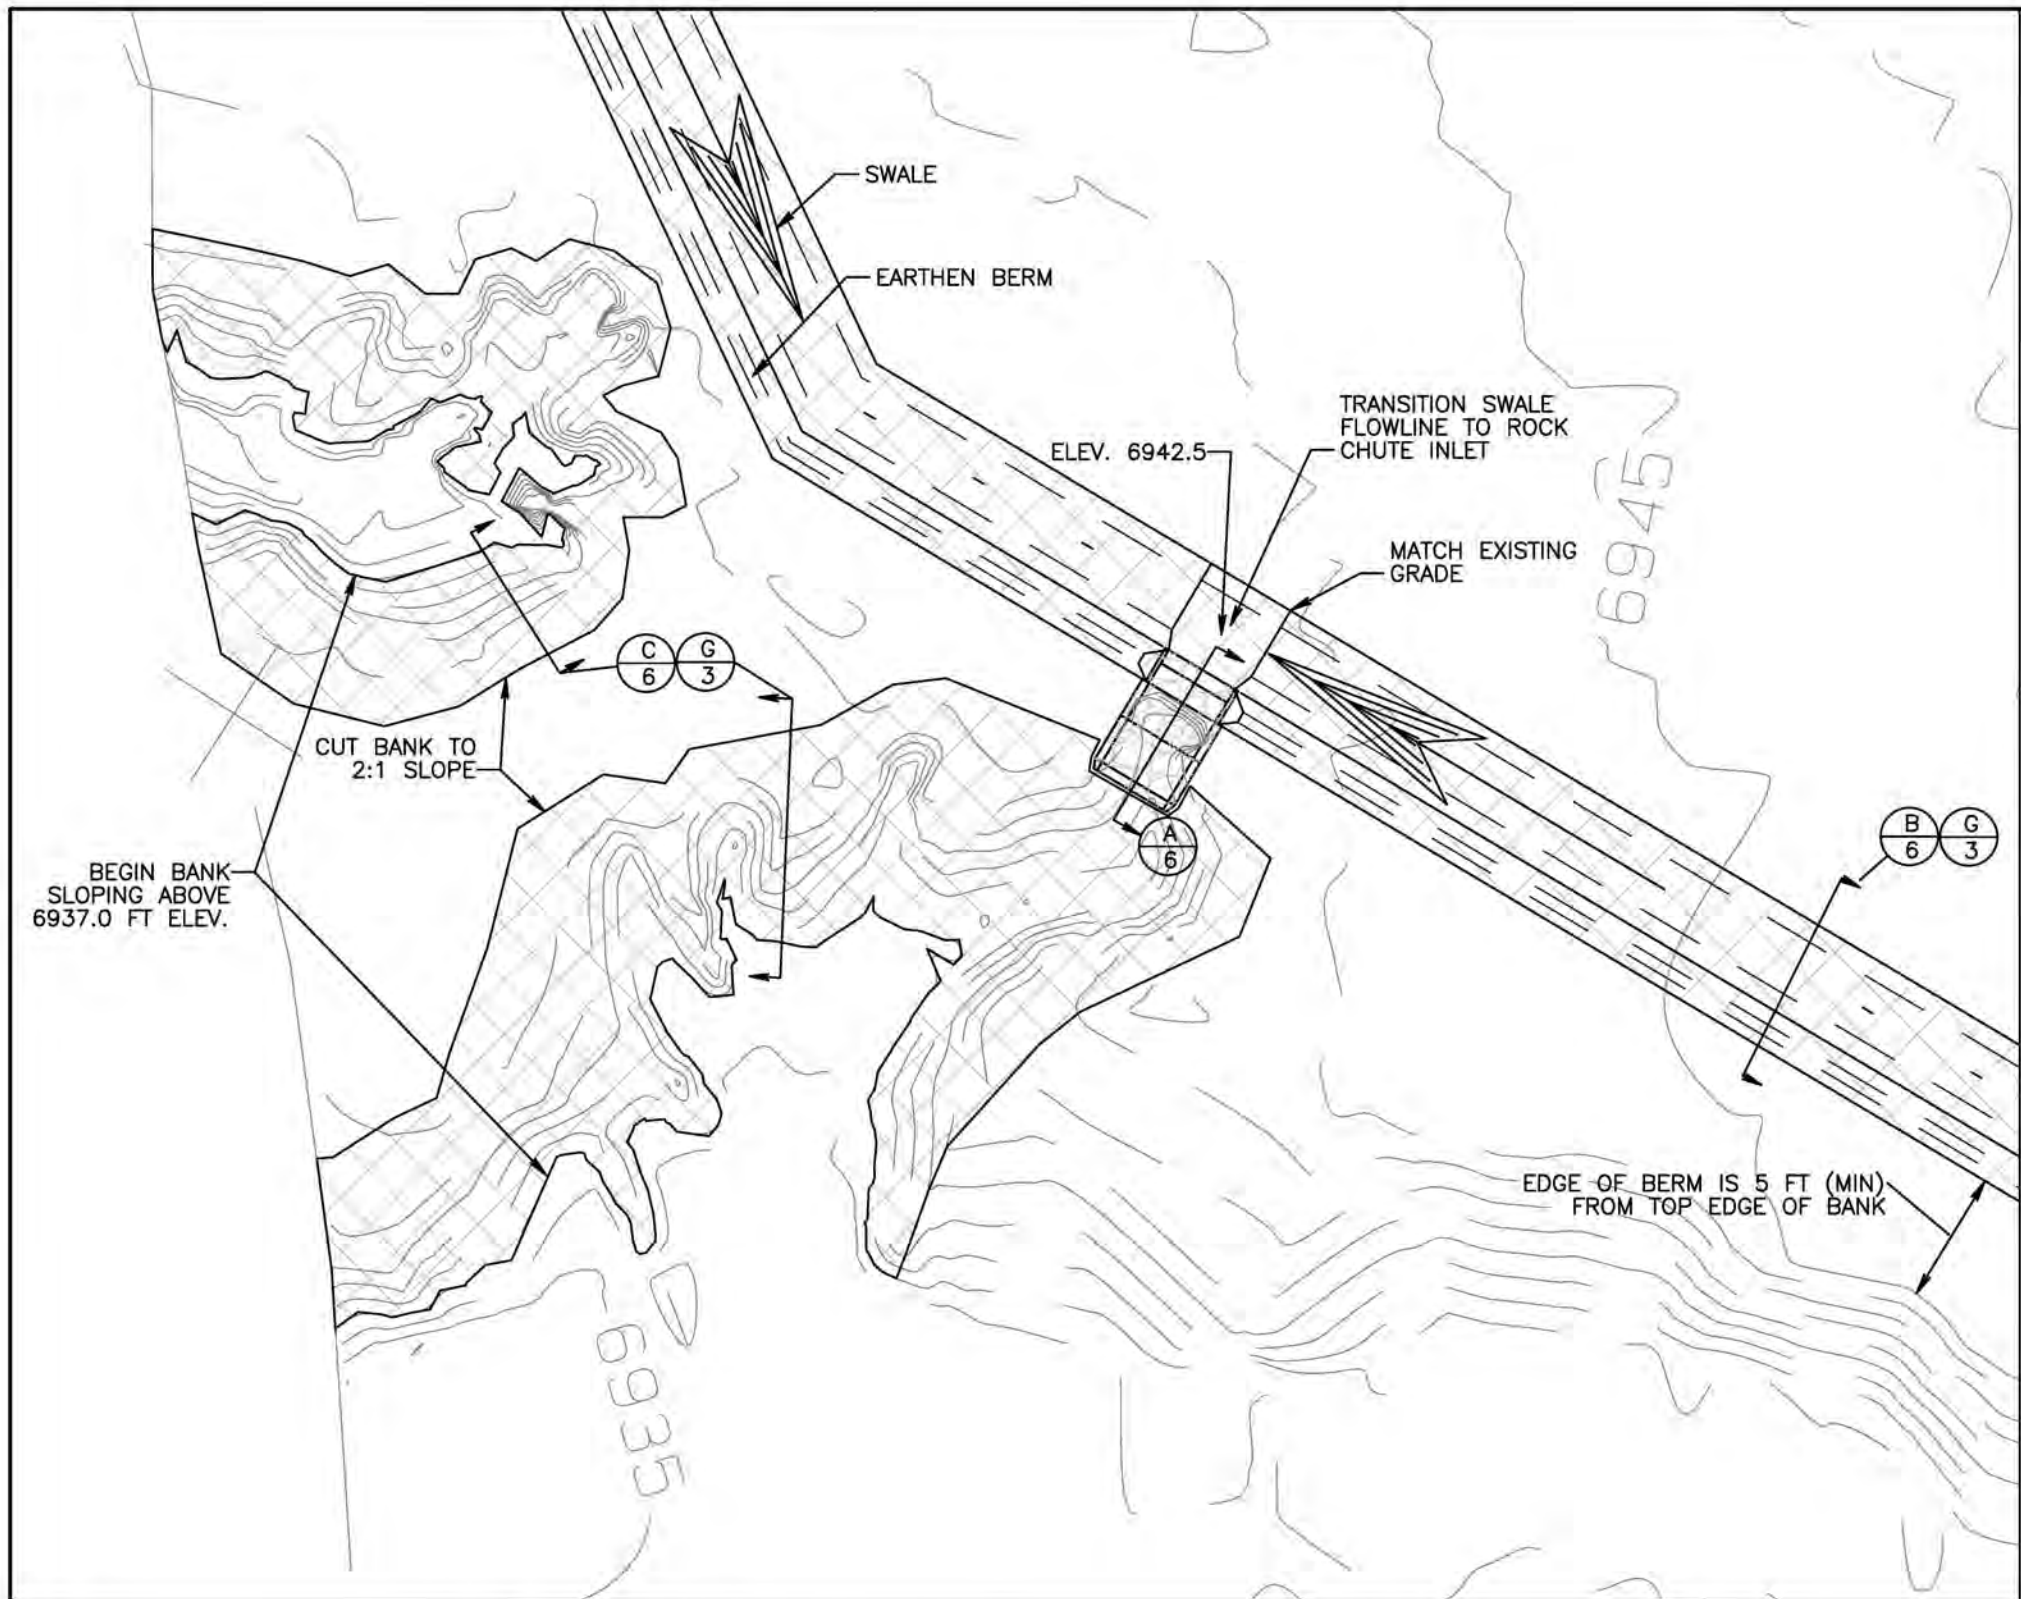 SWALE
EARTHEN BERM
TRANSITION SWALE
FLOWLINE TO ROCK
CHUTE INLET
ELEV. 6942.5
6945
MATCH EXISTING
GRADE
C
6
G
3
CUT BANK TO
2:1 SLOPE
A
6
B
6
G
3
BEGIN BANK
SLOPING ABOVE
6937.0 FT ELEV.
EDGE OF BERM IS 5 FT (MIN)
FROM TOP EDGE OF BANK
6935